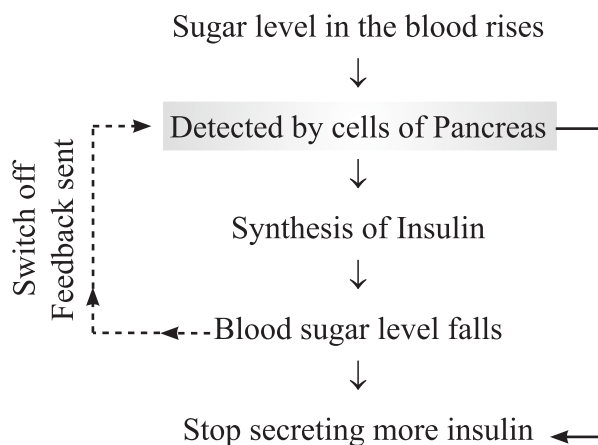 Sugar level in the blood rises
Detected by cells of Pancreas
Synthesis of Insulin
Switch off
Feedback sent
Blood sugar level falls
Stop secreting more insulin